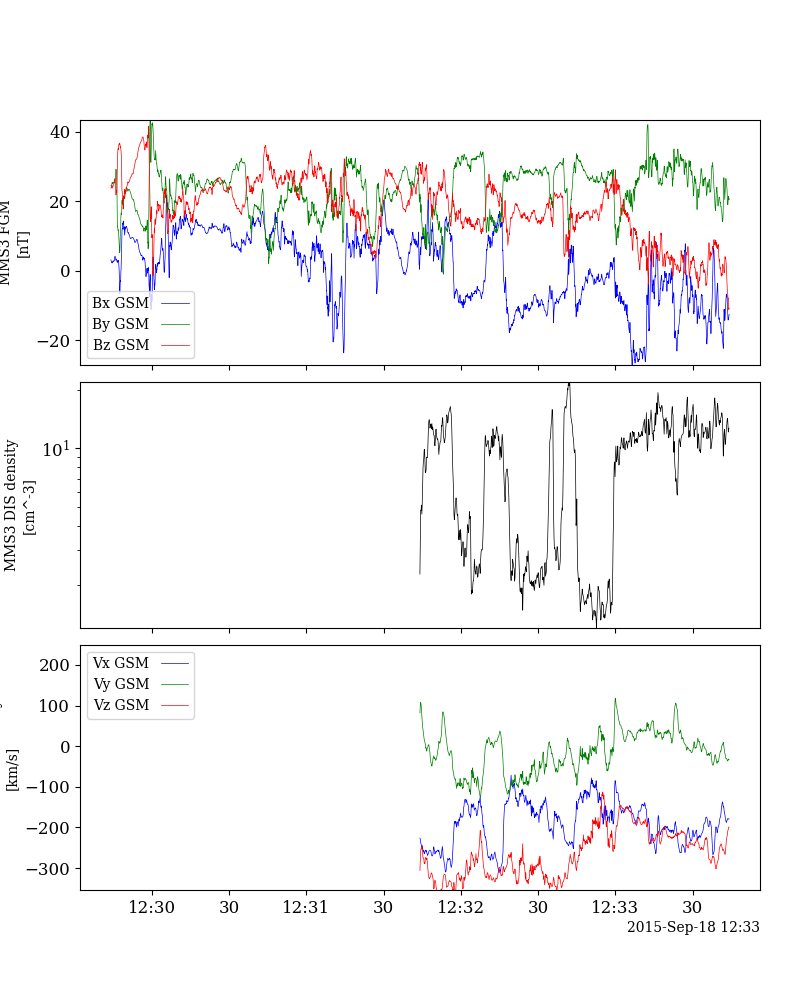 40
20
0
−20
MMS3 FGM
[nT]
Bx GSM
By GSM
Bz GSM
10^1
MMS3 DIS density
[cm^-3]
200
100
0
−100
−200
−300
[km/s]
Vx GSM
Vy GSM
Vz GSM
12:30 30 12:31 30 12:32 30 12:33 30
2015-Sep-18 12:33